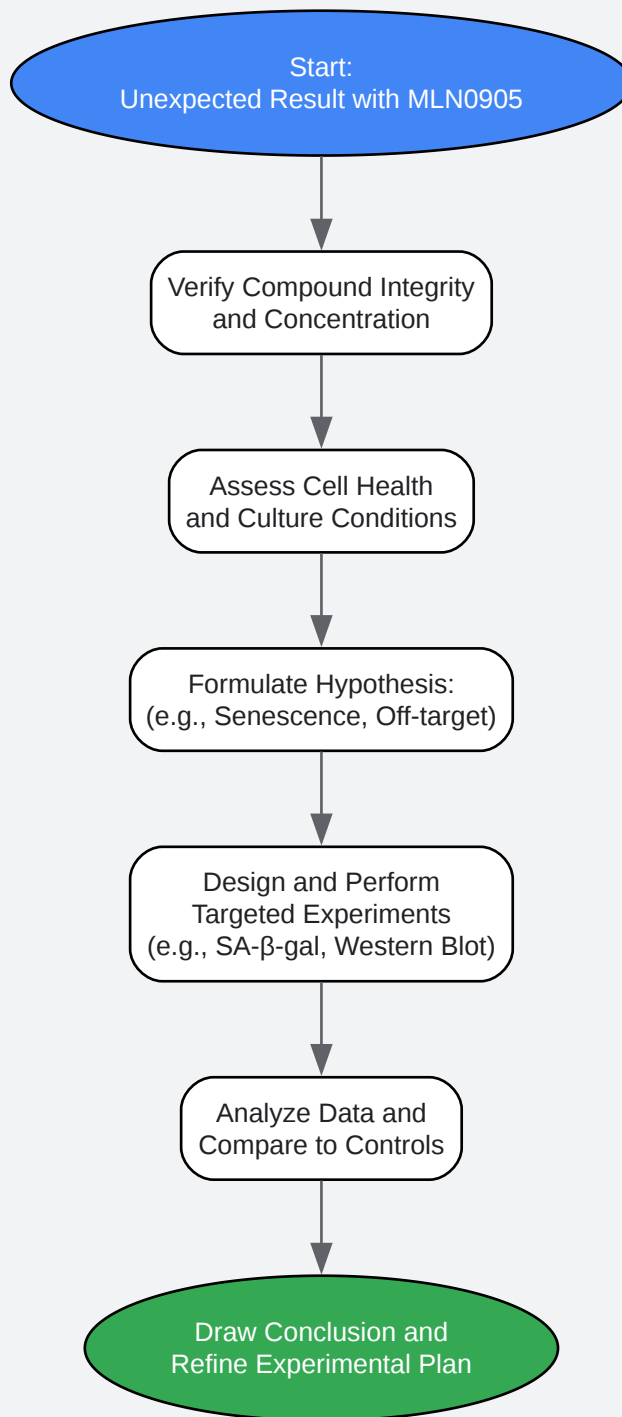 Start:
Unexpected Result with MLN0905
Verify Compound Integrity
and Concentration
Assess Cell Health
and Culture Conditions
Formulate Hypothesis:
(e.g., Senescence, Off-target)
Design and Perform
Targeted Experiments
(e.g., SA-β-gal, Western Blot)
Analyze Data and
Compare to Controls
Draw Conclusion and
Refine Experimental Plan